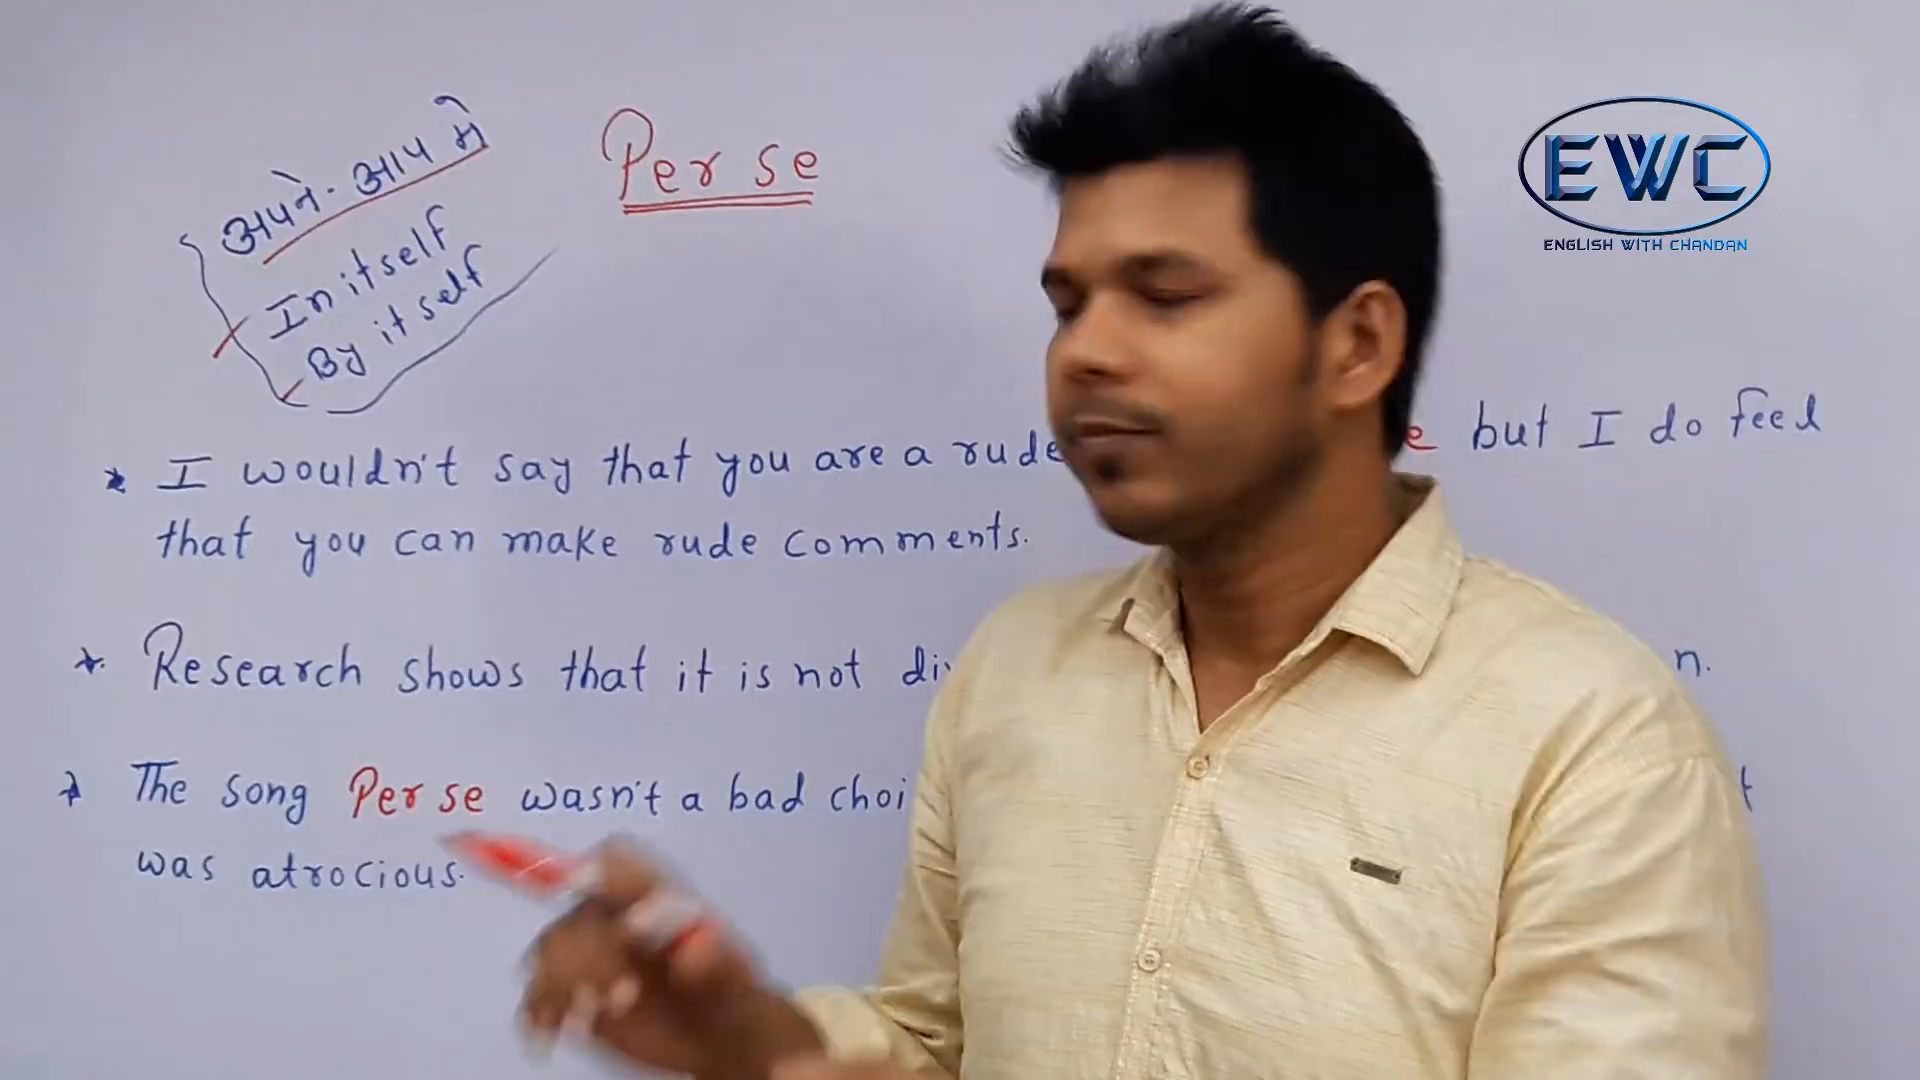 Per se
अपने-आप मे
In itself
By itself
EWC
ENGLISH WITH CHANDAN
I wouldn't say that you are a rude but I do feel
that you can make rude comments.
Research shows that it is not
The song Per se wasn't a bad
was atrocious.